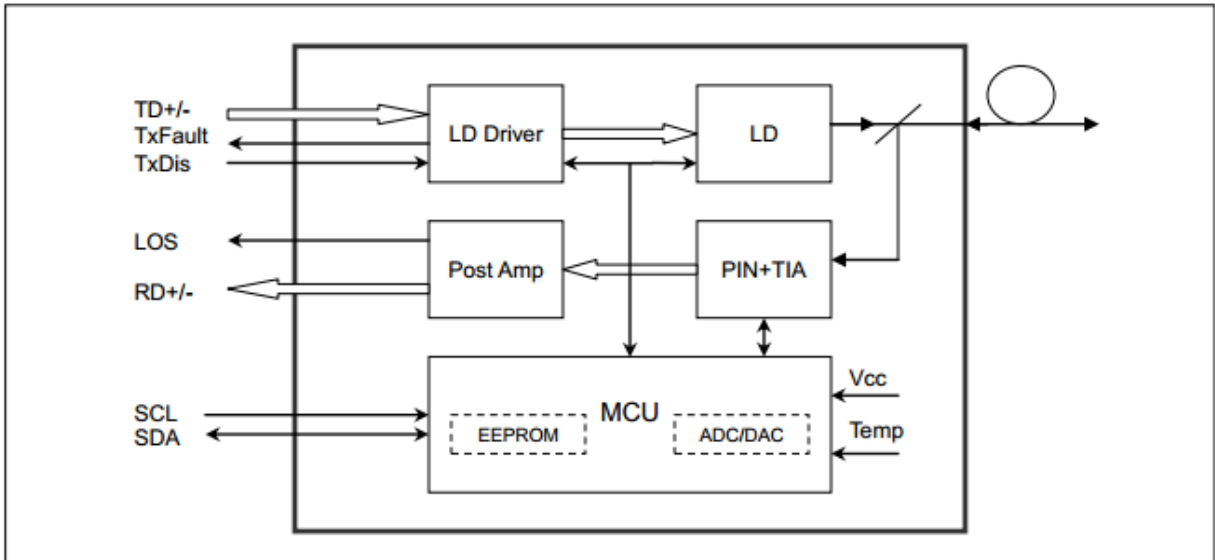 TD+/-
TxFault
TxDis
LD Driver
LD
LOS
RD+/-
Post Amp
PIN+TIA
SCL
SDA
MCU
EEPROM
ADC/DAC
Vcc
Temp